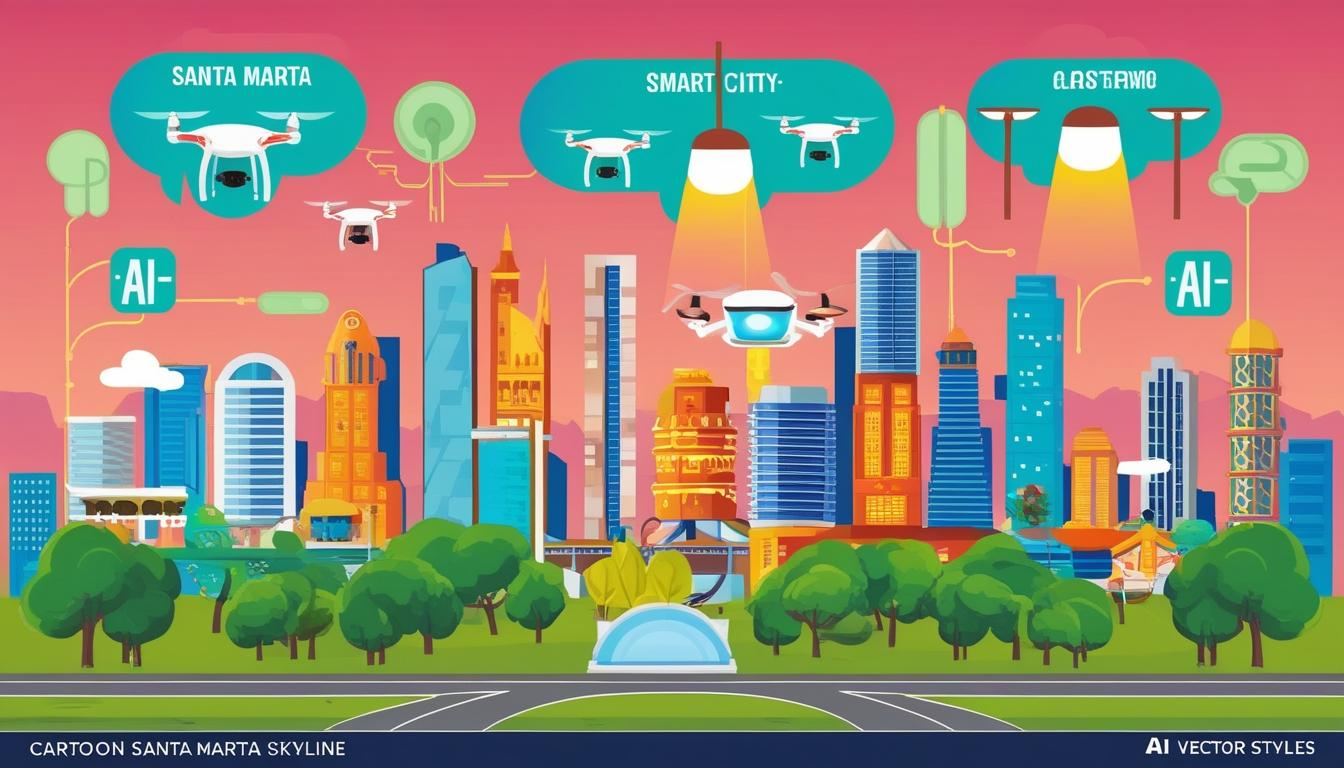 SANTA MARTA
SMART CITY·
·AI-
·AI-
CARTOON SANTA MARTA SKYLINE
AI VECTOR STYLES